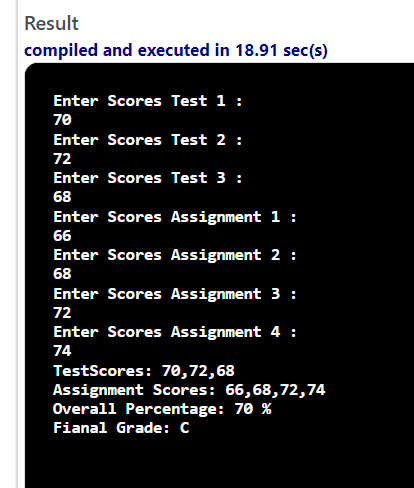 Result
compiled and executed in 18.91 sec(s)
Enter Scores Test 1 :
70
Enter Scores Test 2 :
72
Enter Scores Test 3 :
68
Enter Scores Assignment 1 :
66
Enter Scores Assignment 2 :
68
Enter Scores Assignment 3 :
72
Enter Scores Assignment 4 :
74
TestScores: 70,72,68
Assignment Scores: 66,68,72,74
Overall Percentage: 70 %
Fianal Grade: C